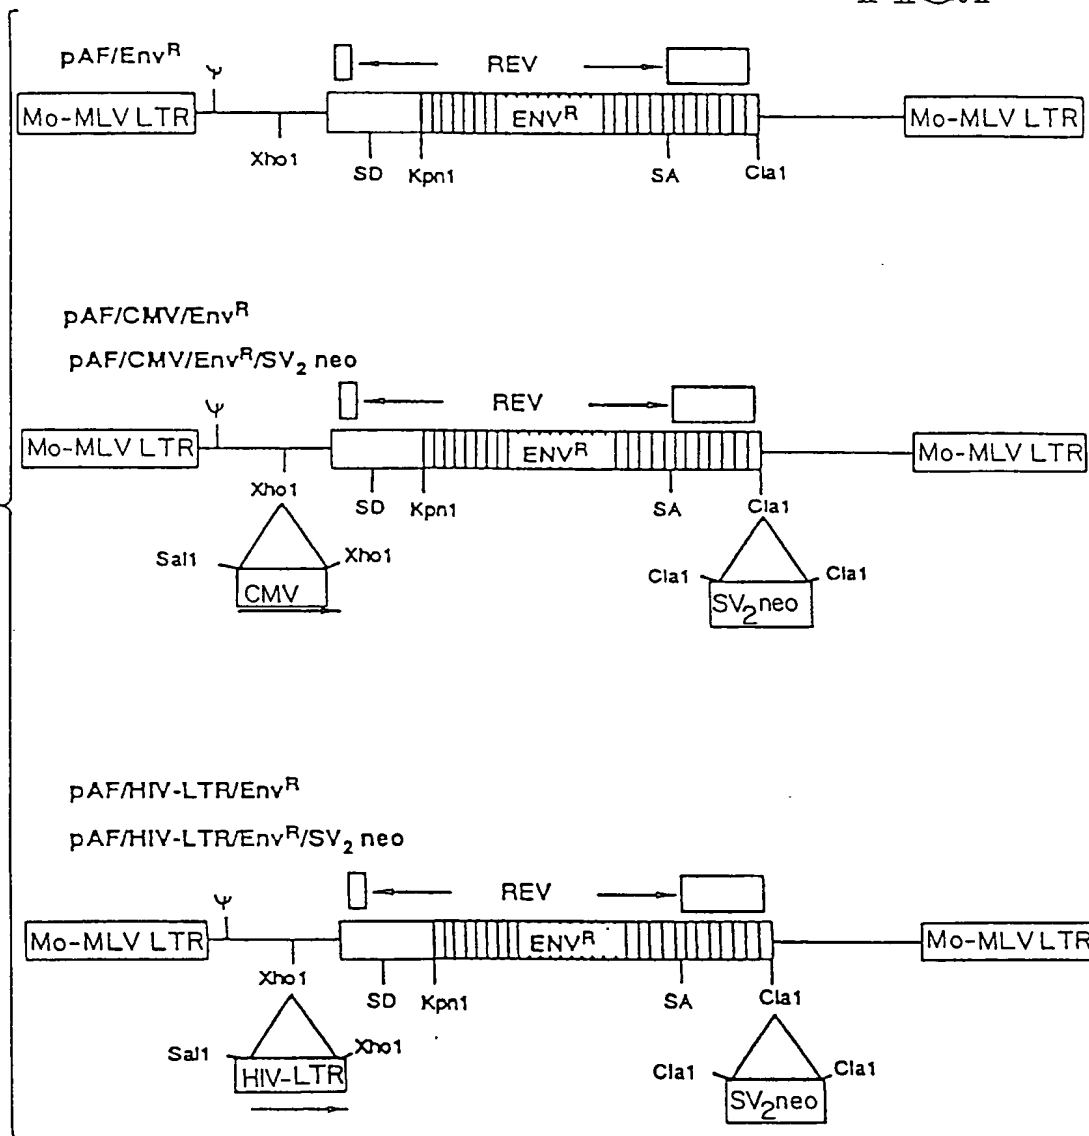 pAF/Env^R
REV
Ψ
Mo-MLV LTR ENV^R Mo-MLV LTR
Xho1 SD Kpn1 SA Cla1
pAF/CMV/Env^R
pAF/CMV/Env^R/SV₂ neo
REV
Ψ
Mo-MLV LTR ENV^R Mo-MLV LTR
Xho1 SD Kpn1 SA Cla1
Sal1 Xho1 Cla1 Cla1
CMV SV₂neo
pAF/HIV-LTR/Env^R
pAF/HIV-LTR/Env^R/SV₂ neo
REV
Ψ
Mo-MLV LTR ENV^R Mo-MLV LTR
Xho1 SD Kpn1 SA Cla1
Sal1 Xho1 Cla1 Cla1
HIV-LTR SV₂neo